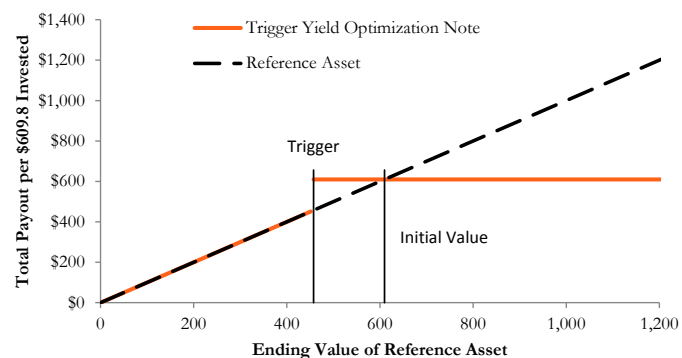 $1,400
$1,200
$1,000
$800
$600
$400
$200
$0
Total Payout per $609.8 Invested
Trigger Yield Optimization Note
Reference Asset
Trigger
Initial Value
0
200
400
600
800
1,000
1,200
Ending Value of Reference Asset